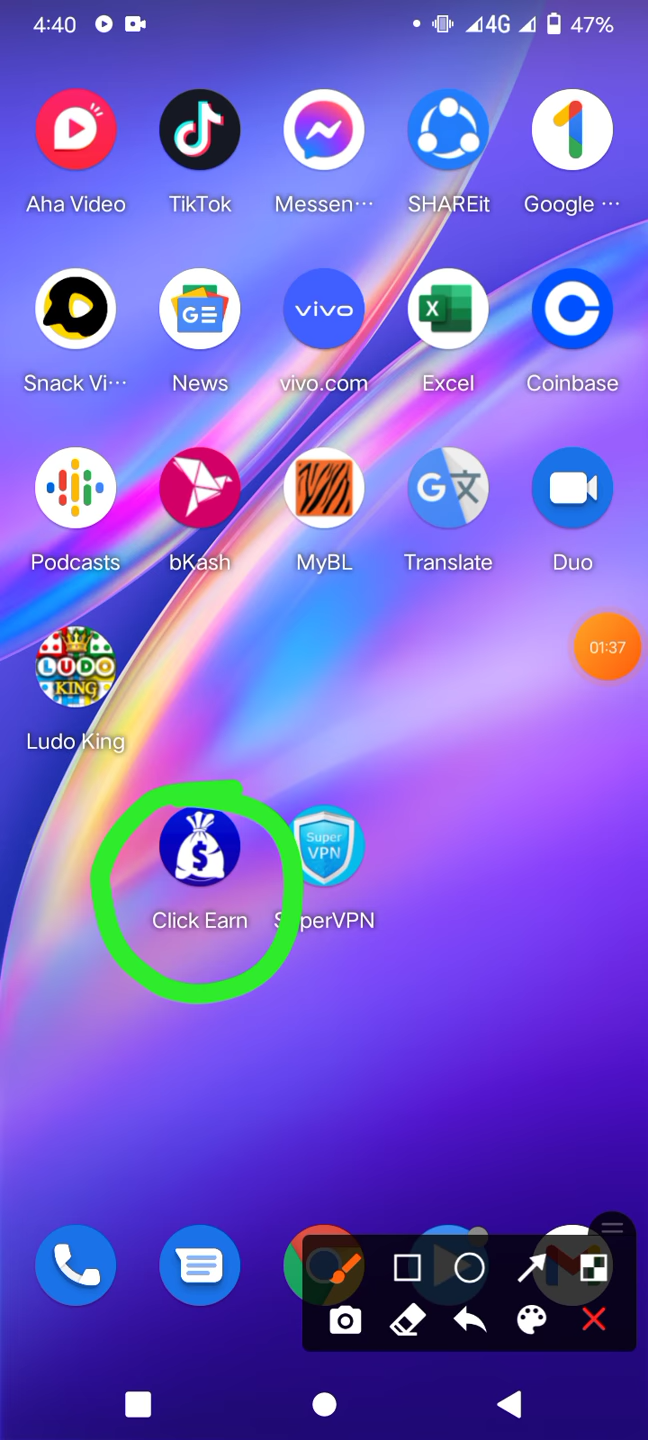 4:40 4G 47%
Aha Video TikTok Messen··· SHAREit Google ···
vivo
Snack Vi··· News vivo.com Excel Coinbase
Podcasts bKash MyBL Translate Duo
01:37
LUDO
KING
Ludo King
$
Super
VPN
Click Earn SuperVPN